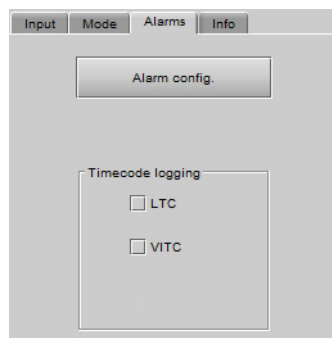 Input Mode Alarms Info
Alarm config.
Timecode logging
LTC
VITC